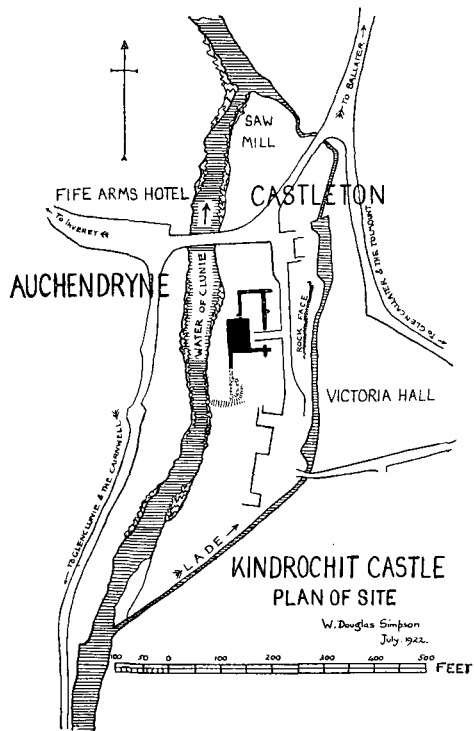 → TO BALLATER
SAW
MILL
FIFE ARMS HOTEL
CASTLETON
← TO INVEREY
AUCHENDRYNE
WATER OF CLUNIE
ROCK FACE
← TO GLENCALLATER & THE TOLMOUNT
VICTORIA HALL
← TO GLENCLUNIE & THE CAIRNWELL
LADE →
KINDROCHIT CASTLE
PLAN OF SITE
W. Douglas Simpson
July. 1922.
100 50 0 100 200 300 400 500 FEET